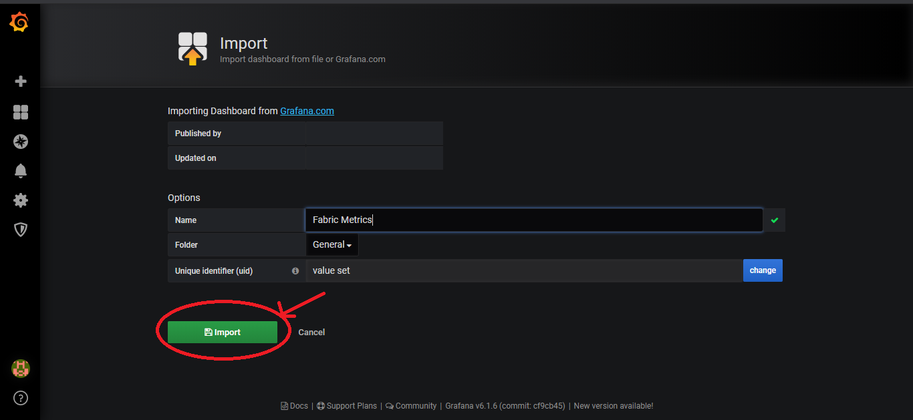 Import
Import dashboard from file or Grafana.com
Importing Dashboard from Grafana.com
Published by
Updated on
Options
Name Fabric Metrics
Folder General
Unique identifier (uid) value set change
Import Cancel
Docs | Support Plans | Community | Grafana v6.1.6 (commit: cf9cb45) | New version available!